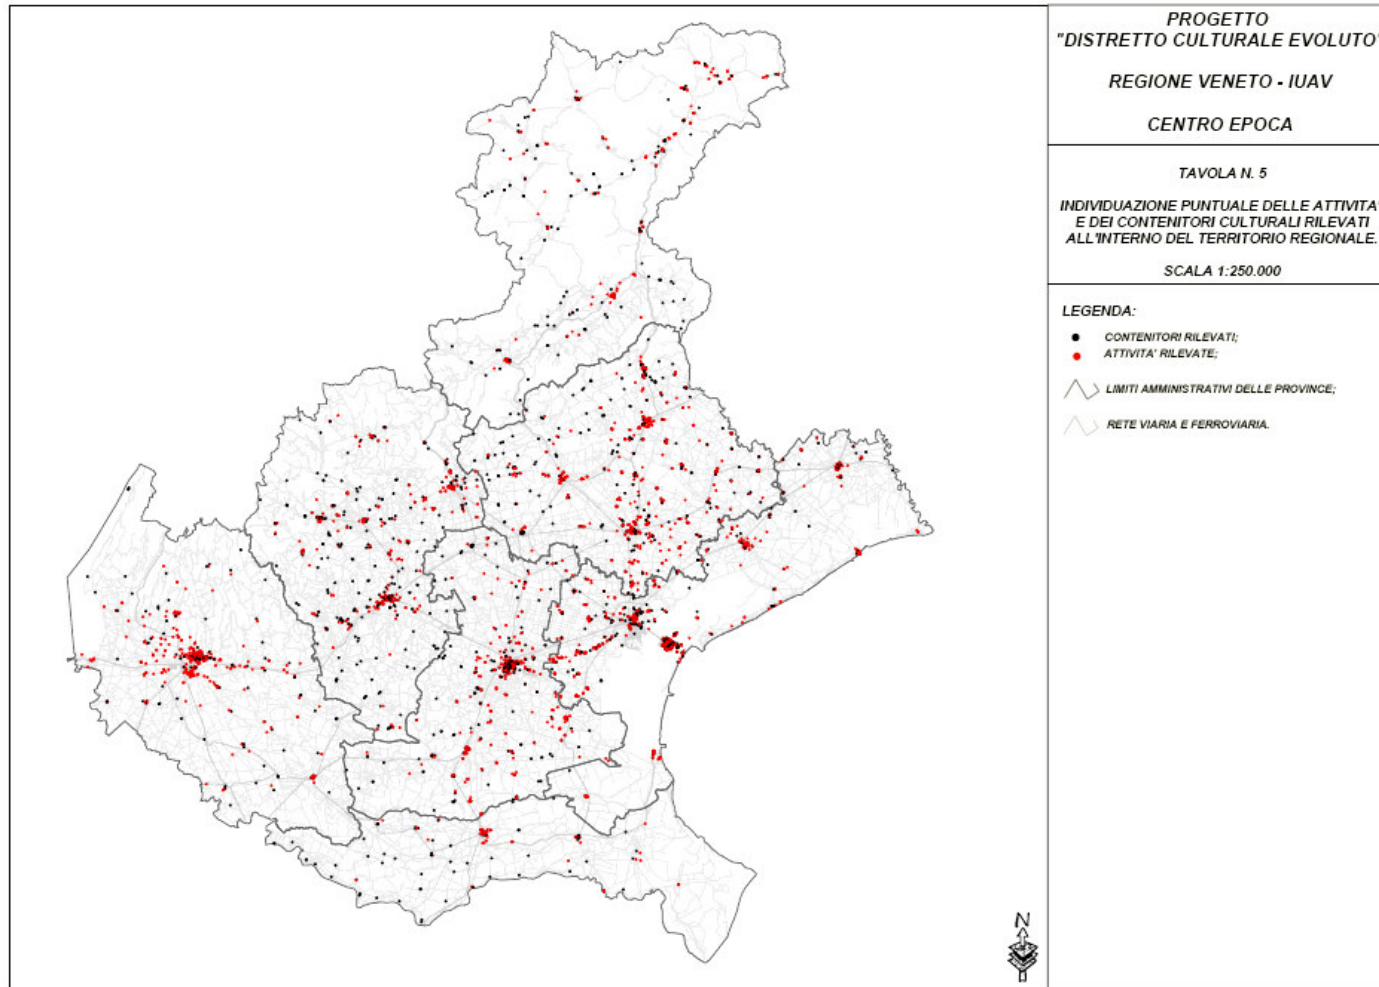 PROGETTO
"DISTRETTO CULTURALE EVOLUTO"
REGIONE VENETO - IUAV
CENTRO EPOCA
TAVOLA N. 5
INDIVIDUAZIONE PUNTUALE DELLE ATTIVITA'
E DEI CONTENITORI CULTURALI RILEVATI
ALL'INTERNO DEL TERRITORIO REGIONALE.
SCALA 1:250.000
LEGENDA:
CONTENITORI RILEVATI;
ATTIVITA' RILEVATE;
LIMITI AMMINISTRATIVI DELLE PROVINCE;
RETE VIARIA E FERROVIARIA.
N